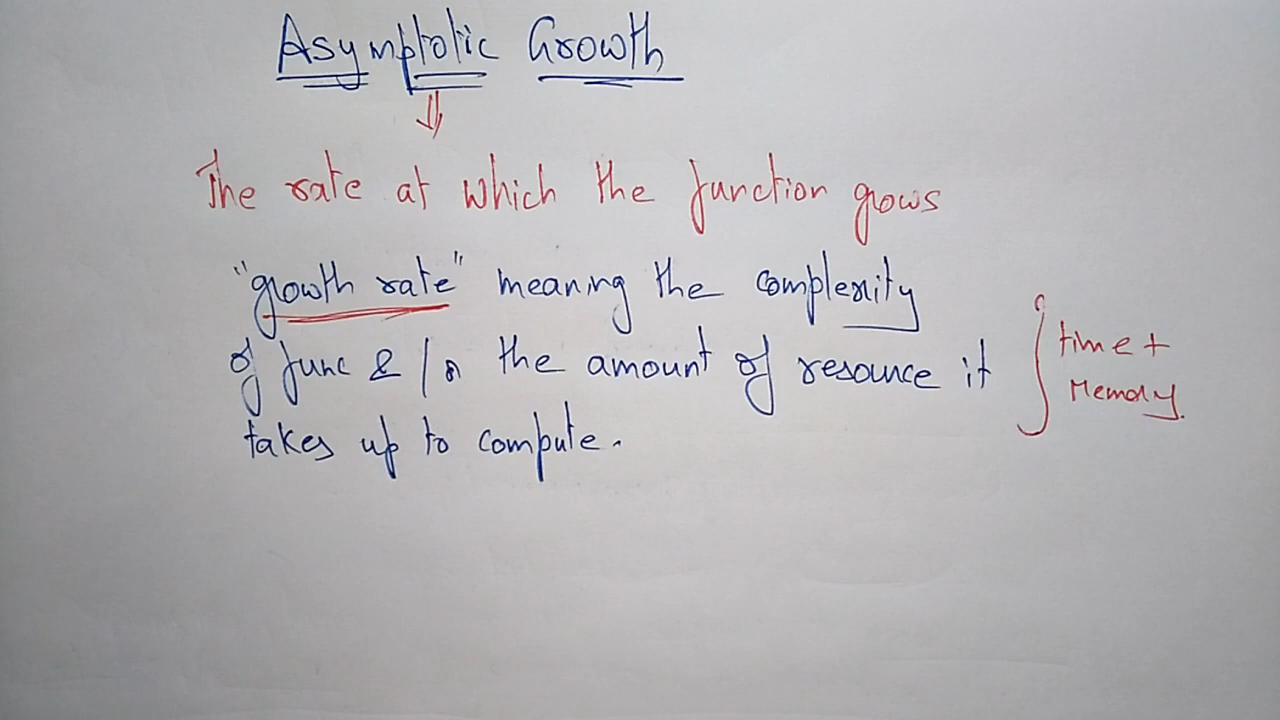 Asymptotic Growth
The rate at which the function grows
"growth rate" meaning the complexity
of func & / or the amount of resource it
takes up to compute.
time +
Memory.